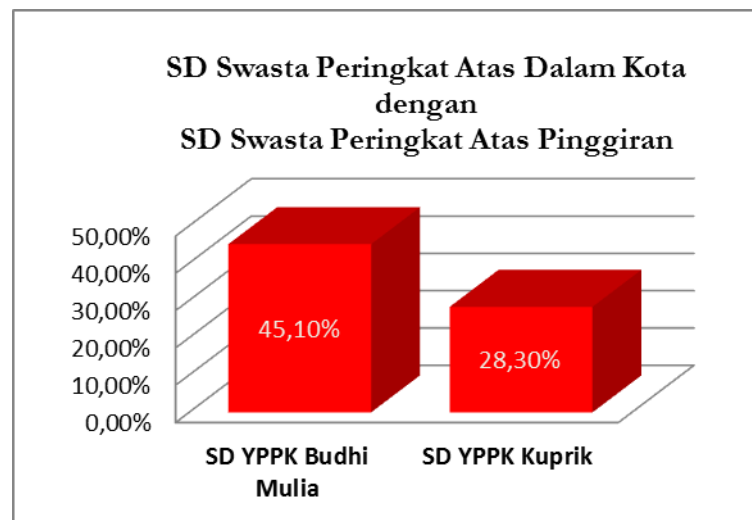 SD Swasta Peringkat Atas Dalam Kota
dengan
SD Swasta Peringkat Atas Pinggiran
50,00%
40,00%
30,00%
20,00%
10,00%
0,00%
45,10%
28,30%
SD YPPK Budhi
Mulia
SD YPPK Kuprik